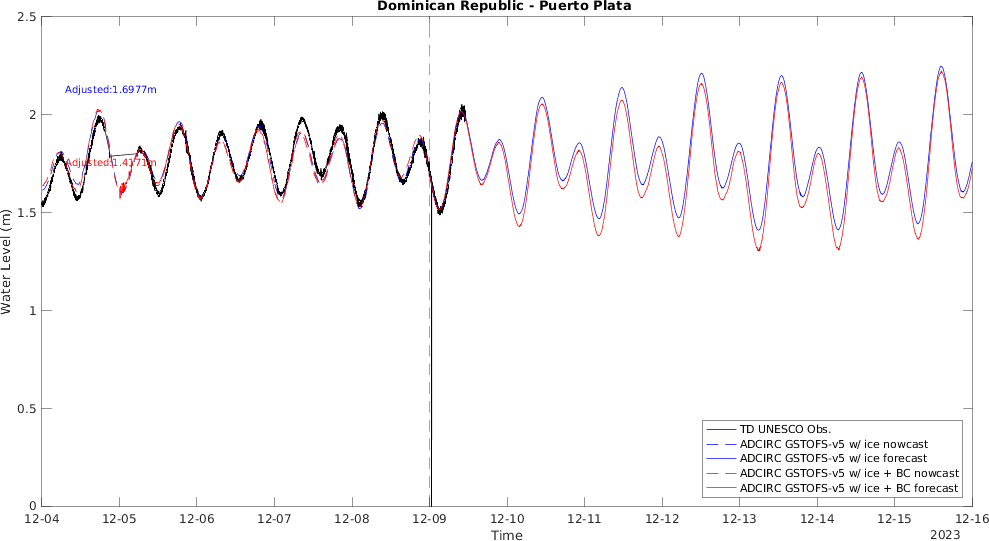 Dominican Republic - Puerto Plata
2.5
2
1.5
1
0.5
0
Water Level (m)
Adjusted:1.6977m
Adjusted:1.4171m
TD UNESCO Obs.
ADCIRC GSTOFS-v5 w/ ice nowcast
ADCIRC GSTOFS-v5 w/ ice forecast
ADCIRC GSTOFS-v5 w/ ice + BC nowcast
ADCIRC GSTOFS-v5 w/ ice + BC forecast
12-04 12-05 12-06 12-07 12-08 12-09 12-10 12-11 12-12 12-13 12-14 12-15 12-16
Time
2023